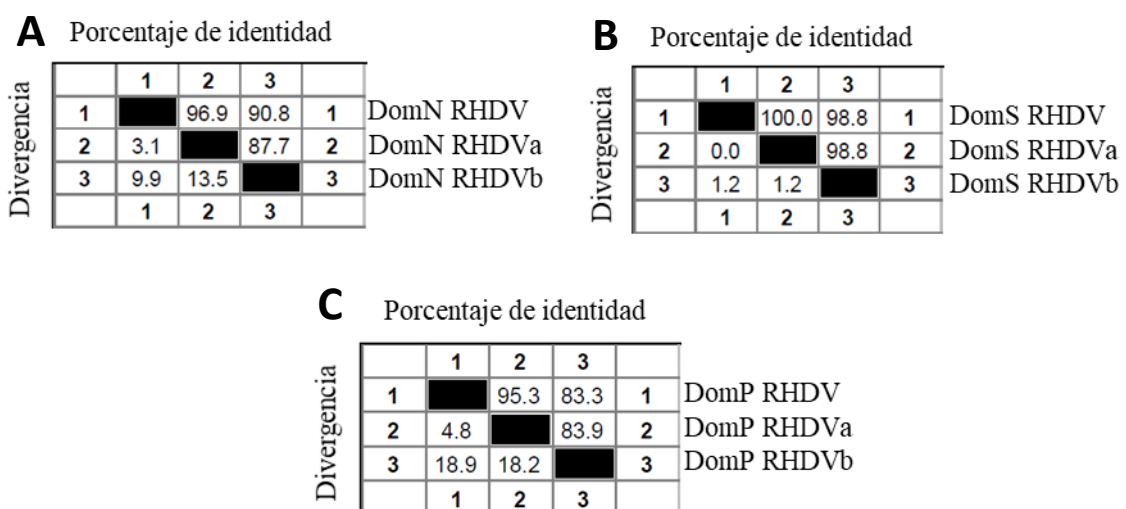 A Porcentaje de identidad
Divergencia
1 2 3
1 96.9 90.8 1 DomN RHDV
2 3.1 87.7 2 DomN RHDVa
3 9.9 13.5 3 DomN RHDVb
1 2 3
B Porcentaje de identidad
Divergencia
1 2 3
1 100.0 98.8 1 DomS RHDV
2 0.0 98.8 2 DomS RHDVa
3 1.2 1.2 3 DomS RHDVb
1 2 3
C Porcentaje de identidad
Divergencia
1 2 3
1 95.3 83.3 1 DomP RHDV
2 4.8 83.9 2 DomP RHDVa
3 18.9 18.2 3 DomP RHDVb
1 2 3